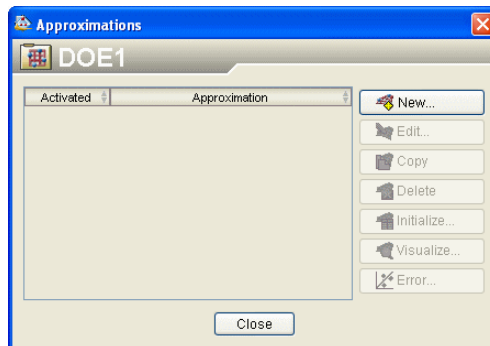 Approximations
DOE1
Activated Approximation
New...
Edit...
Copy
Delete
Initialize...
Visualize...
Error...
Close